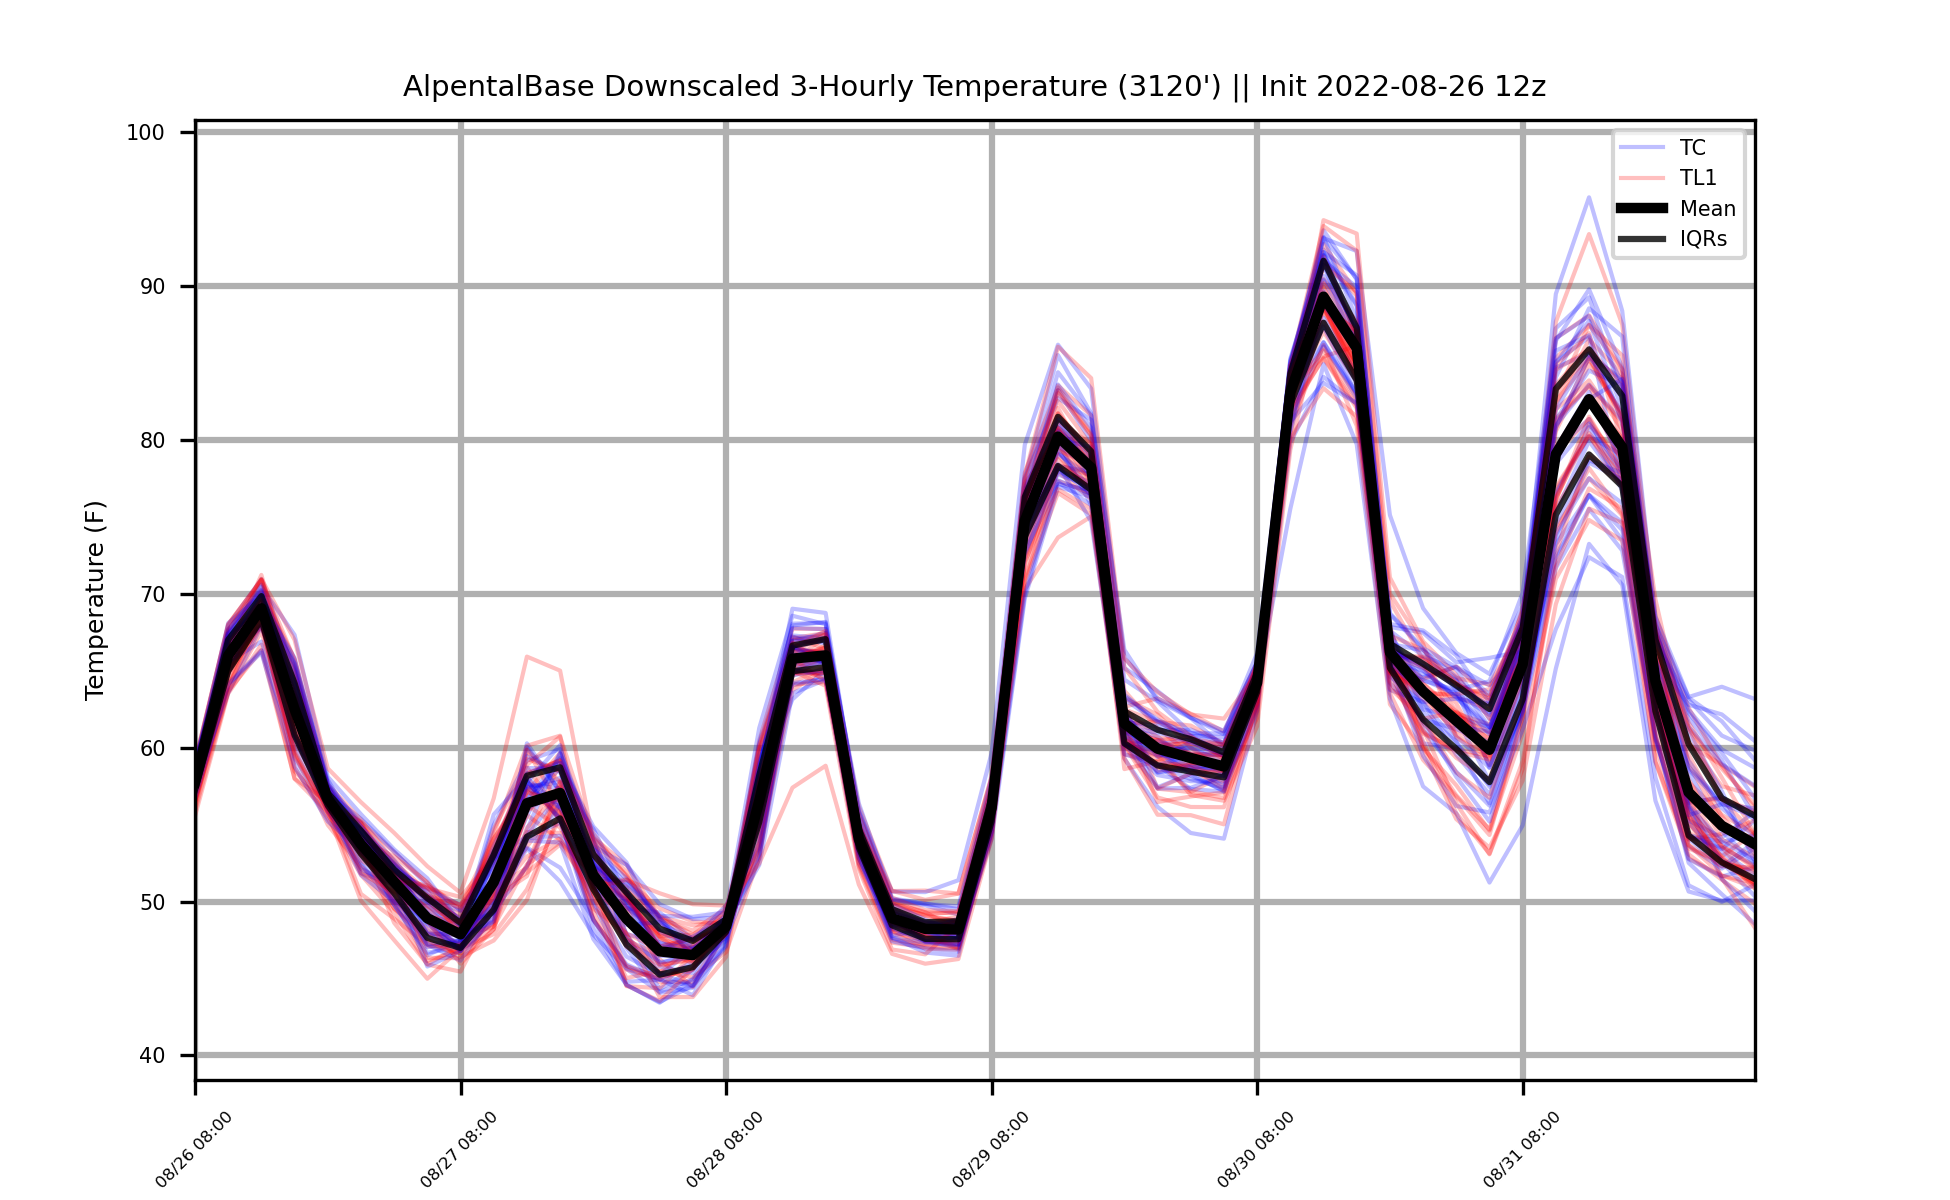 AlpentalBase Downscaled 3-Hourly Temperature (3120') || Init 2022-08-26 12z
TC
TL1
Mean
IQRs
Temperature (F)
100
90
80
70
60
50
40
08/26 08:00
08/27 08:00
08/28 08:00
08/29 08:00
08/30 08:00
08/31 08:00